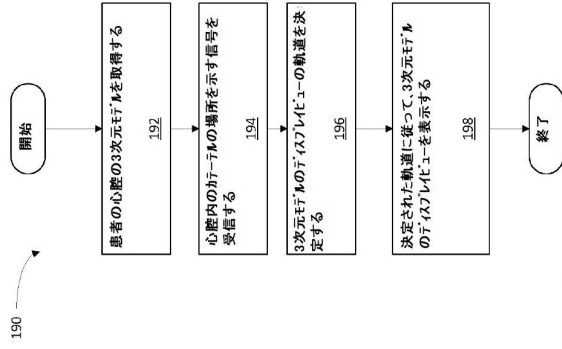 190
開始
患者の心腔の3次元モデルを取得する
192
心腔内のカテーテルの場所を示す信号を
受信する
194
3次元モデルのディスプレイビューの軌道を決
定する
196
決定された軌道に従って、3次元モデル
のディスプレイビューを表示する
198
終了